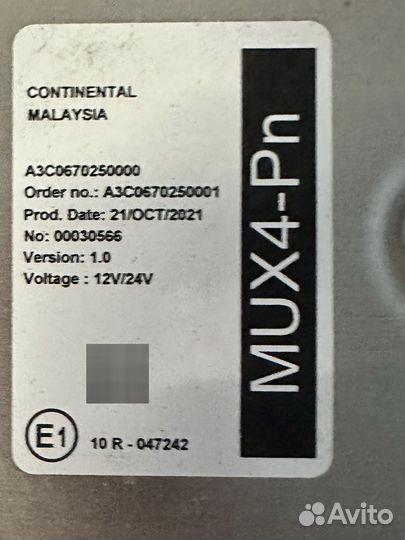 CONTINENTAL
MALAYSIA
A3C0670250000
Order no.: A3C0670250001
Prod. Date: 21/OCT/2021
No: 00030566
Version: 1.0
Voltage : 12V/24V
E1
10 R - 047242
MUX4-Pn
Avito